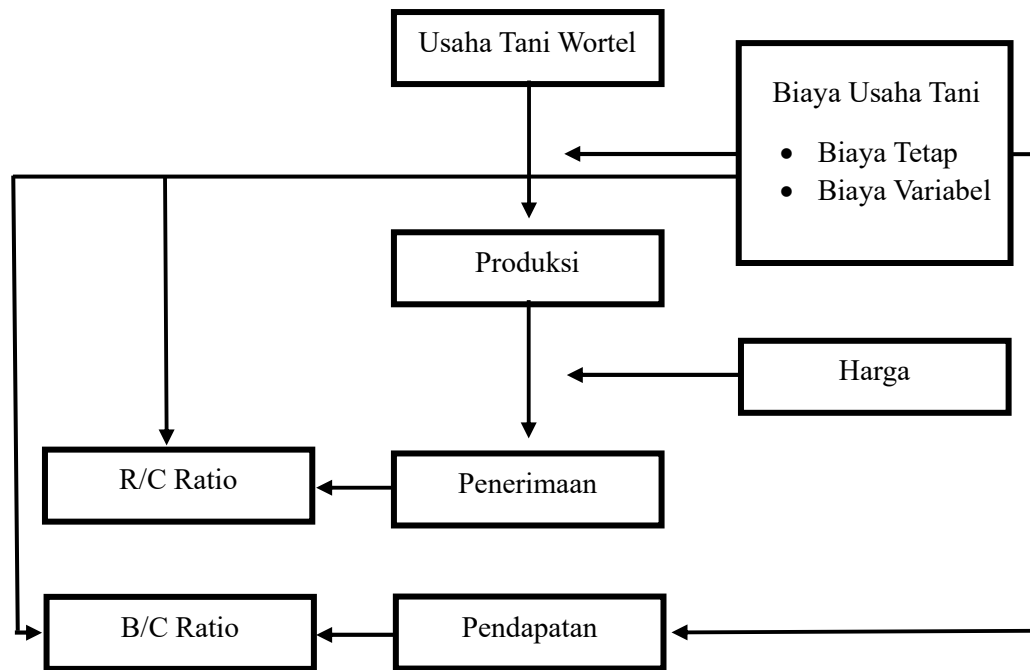 Usaha Tani Wortel
Biaya Usaha Tani
• Biaya Tetap
• Biaya Variabel
Produksi
Harga
R/C Ratio
Penerimaan
B/C Ratio
Pendapatan